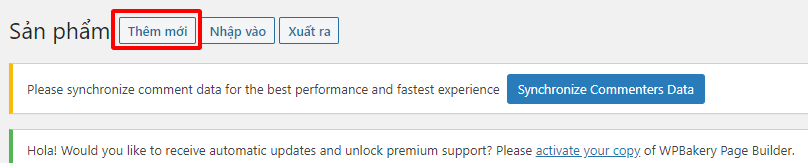 Sản phẩm Thêm mới Nhập vào Xuất ra
Please synchronize comment data for the best performance and fastest experience Synchronize Commenters Data
Hola! Would you like to receive automatic updates and unlock premium support? Please activate your copy of WPBakery Page Builder.